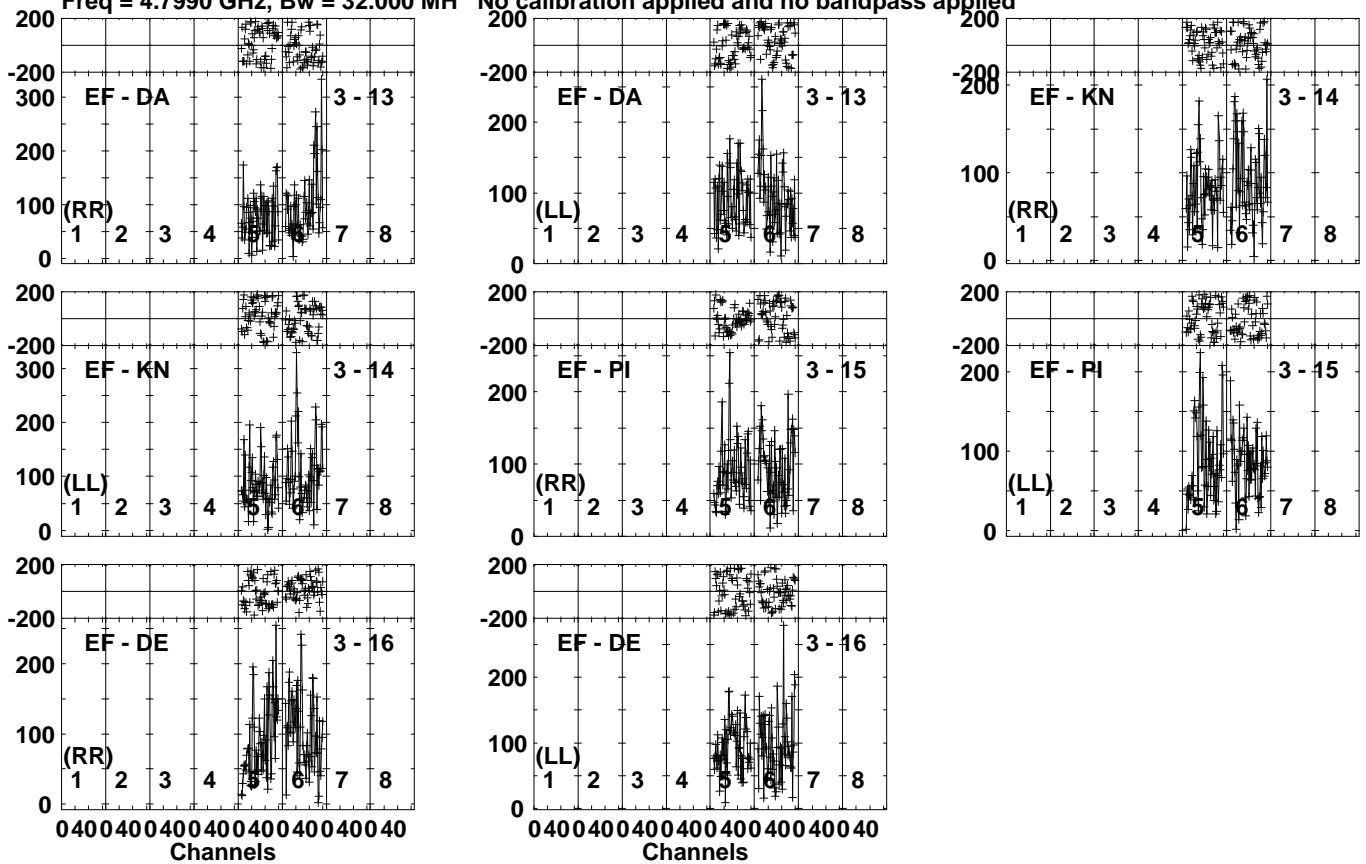 Freq = 4.7990 GHz, Bw = 32.000 MH No calibration applied and no bandpass applied
200 200 200
-200 -200 -200
EF - DA 3 - 13 EF - DA 3 - 13 EF - KN 3 - 14
300 200 200
200
100 100 100
(RR) (LL) (RR)
1 2 3 4 5 6 7 8 1 2 3 4 5 6 7 8 1 2 3 4 5 6 7 8
0 0 0
200 200 200
-200 -200 -200
EF - KN 3 - 14 EF - PI 3 - 15 EF - PI 3 - 15
300 200 200
200
100 100 100
(LL) (RR) (LL)
1 2 3 4 5 6 7 8 1 2 3 4 5 6 7 8 1 2 3 4 5 6 7 8
0 0 0
200 200
-200 -200
EF - DE 3 - 16 EF - DE 3 - 16
200 200
100 100
(RR) (LL)
1 2 3 4 5 6 7 8 1 2 3 4 5 6 7 8
0 0
0 40 0 40 0 40 0 40 0 40 0 40 0 40 0 40 0 40 0 40 0 40 0 40 0 40 0 40 0 40 0 40
Channels Channels